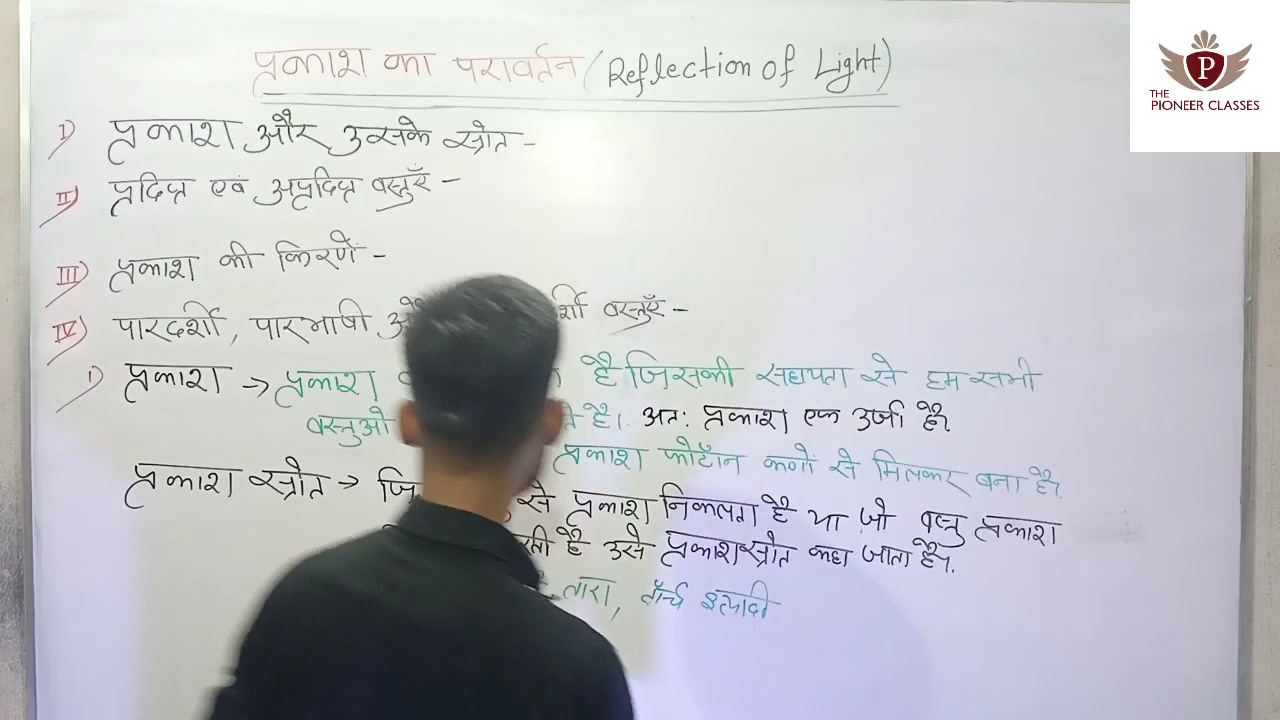 प्रकाश का परावर्तन (Reflection of Light)
P
THE
PIONEER CLASSES
I) प्रकाश और उसके स्रोत -
II) प्रदिप्त एवं अप्रदिप्त वस्तुएँ -
III) प्रकाश की किरणें -
IV) पारदर्शी, पारभाषी वस्तुएँ -
1) प्रकाश → प्रकाश है जिसकी सहायता से हम सभी
वस्तुओ है। अतः प्रकाश एक उर्जा है।
प्रकाश फोटॉन कणों से मिलकर बना है।
प्रकाश स्रोत → से प्रकाश निकलता है या जो वस्तु प्रकाश
है उसे प्रकाश स्रोत कहा जाता है।
तारा, टॉर्च इत्यादी